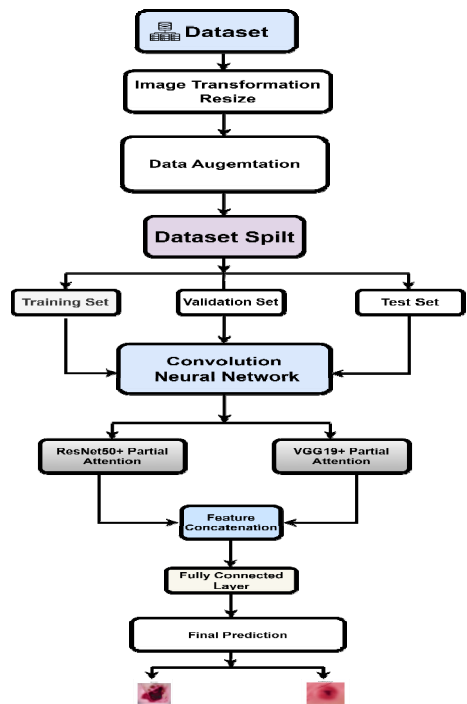 Dataset
Image Transformation
Resize
Data Augemtation
Dataset Spilt
Training Set
Validation Set
Test Set
Convolution
Neural Network
ResNet50+ Partial
Attention
VGG19+ Partial
Attention
Feature
Concatenation
Fully Connected
Layer
Final Prediction